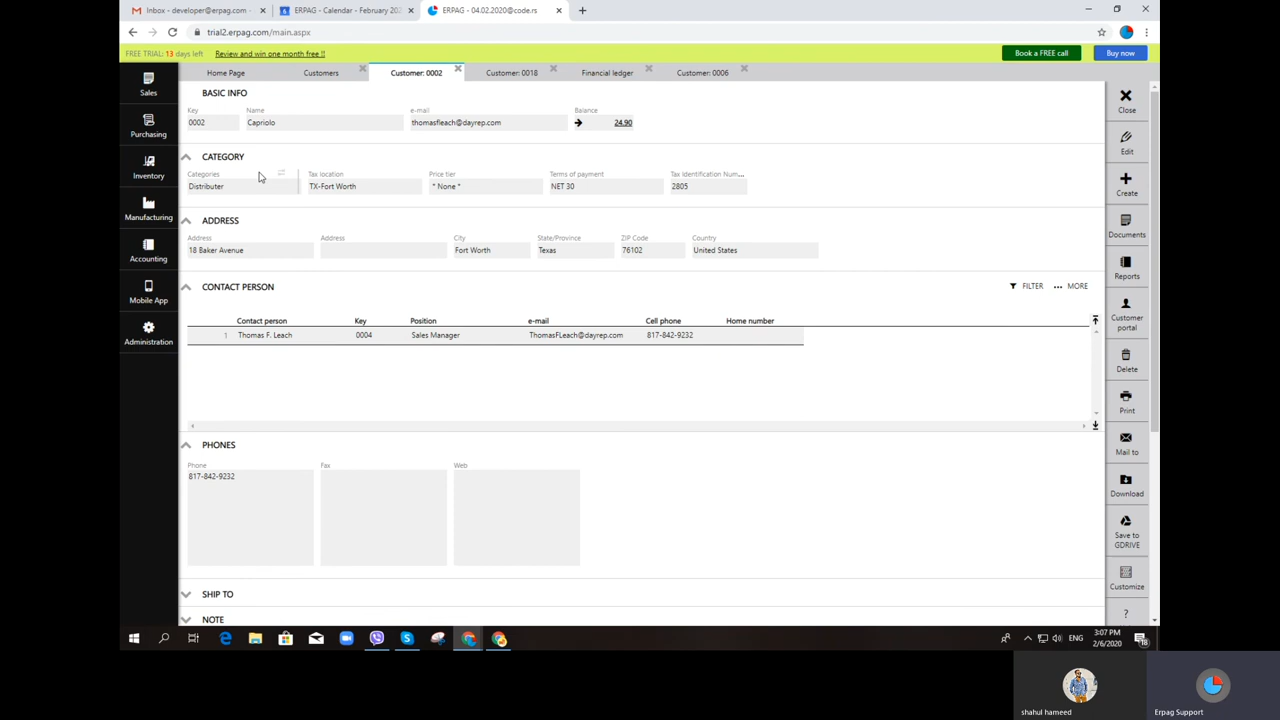 Inbox - developer@erpag.com -
ERPAG - Calendar - February 202
ERPAG - 04.02.2020@code.rs
trial2.erpag.com/main.aspx
FREE TRIAL: 13 days left Review and win one month free !! Book a FREE call Buy now
Home Page Customers Customer: 0002 Customer: 0018 Financial ledger Customer: 0006
Sales
Purchasing
Inventory
Manufacturing
Accounting
Mobile App
Administration
BASIC INFO
Key Name e-mail Balance
0002 Capriolo thomasfleach@dayrep.com 24.90
CATEGORY
Categories Tax location Price tier Terms of payment Tax Identification Num...
Distributer TX-Fort Worth * None * NET 30 2805
ADDRESS
Address Address City State/Province ZIP Code Country
18 Baker Avenue Fort Worth Texas 76102 United States
CONTACT PERSON FILTER ... MORE
Contact person Key Position e-mail Cell phone Home number
1 Thomas F. Leach 0004 Sales Manager ThomasFLeach@dayrep.com 817-842-9232
PHONES
Phone Fax Web
817-842-9232
SHIP TO
NOTE
Close
Edit
Create
Documents
Reports
Customer
portal
Delete
Print
Mail to
Download
Save to
GDRIVE
Customize
?
ENG
3:07 PM
2/6/2020
18
shahul hameed
Erpag Support